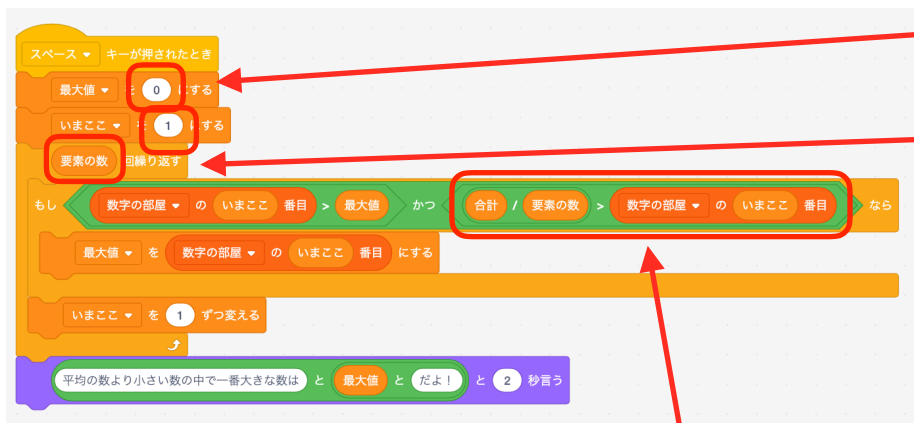 スペース キーが押されたとき
最大値 を 0 にする
いまここ を 1 にする
要素の数 回繰り返す
もし 数字の部屋 の いまここ 番目 > 最大値 かつ 合計 / 要素の数 > 数字の部屋 の いまここ 番目 なら
最大値 を 数字の部屋 の いまここ 番目 にする
いまここ を 1 ずつ変える
平均の数より小さい数の中で一番大きな数は と 最大値 と だよ！ と 2 秒言う